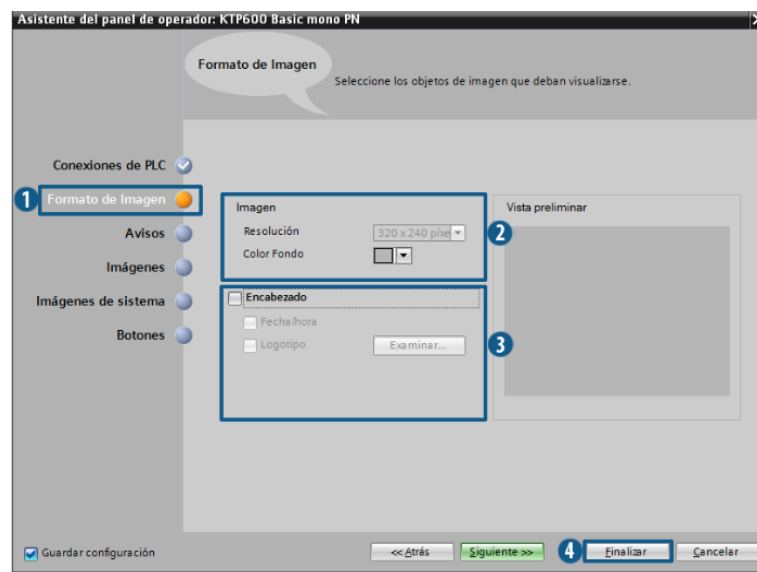 Asistente del panel de operador: KTP600 Basic mono PN
Formato de Imagen
Seleccione los objetos de imagen que deban visualizarse.
Conexiones de PLC
1 Formato de Imagen
Avisos
Imágenes
Imágenes de sistema
Botones
Imagen
Resolución 320 x 240 píxe
Color Fondo
2
Vista preliminar
Encabezado
Fecha/hora
Logotipo Examinar...
3
Guardar configuración
<< Atrás Siguiente >> 4 Finalizar Cancelar